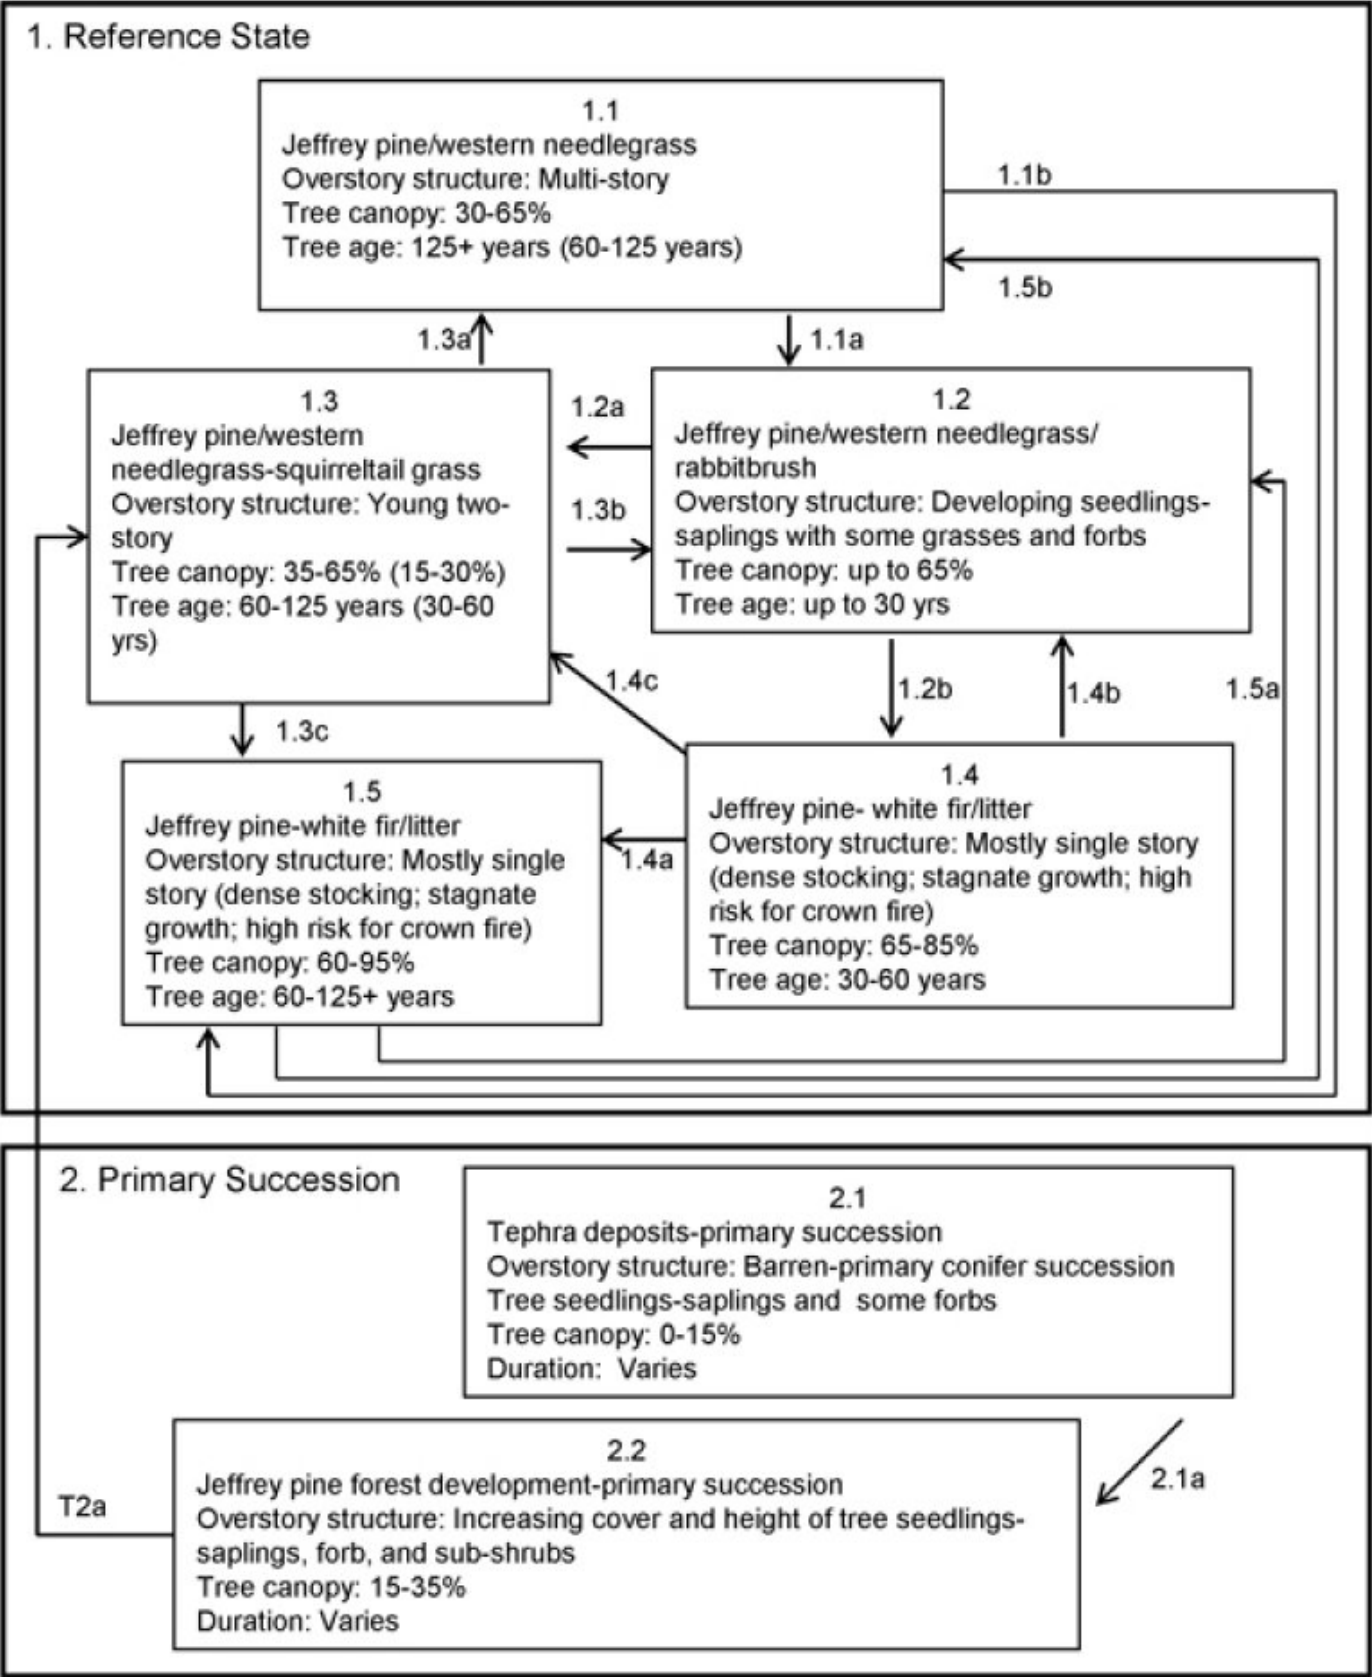 1. Reference State
1.1
Jeffrey pine/western needlegrass
Overstory structure: Multi-story
Tree canopy: 30-65%
Tree age: 125+ years (60-125 years)
1.1b
1.5b
1.3a
1.1a
1.3
Jeffrey pine/western
needlegrass-squirreltail grass
Overstory structure: Young two-
story
Tree canopy: 35-65% (15-30%)
Tree age: 60-125 years (30-60
yrs)
1.2a
1.3b
1.2
Jeffrey pine/western needlegrass/
rabbitbrush
Overstory structure: Developing seedlings-
saplings with some grasses and forbs
Tree canopy: up to 65%
Tree age: up to 30 yrs
1.4c
1.2b
1.4b
1.5a
1.3c
1.5
Jeffrey pine-white fir/litter
Overstory structure: Mostly single
story (dense stocking; stagnate
growth; high risk for crown fire)
Tree canopy: 60-95%
Tree age: 60-125+ years
1.4a
1.4
Jeffrey pine- white fir/litter
Overstory structure: Mostly single story
(dense stocking; stagnate growth; high
risk for crown fire)
Tree canopy: 65-85%
Tree age: 30-60 years
2. Primary Succession
2.1
Tephra deposits-primary succession
Overstory structure: Barren-primary conifer succession
Tree seedlings-saplings and  some forbs
Tree canopy: 0-15%
Duration:  Varies
2.1a
2.2
Jeffrey pine forest development-primary succession
Overstory structure: Increasing cover and height of tree seedlings-
saplings, forb, and sub-shrubs
Tree canopy: 15-35%
Duration: Varies
T2a